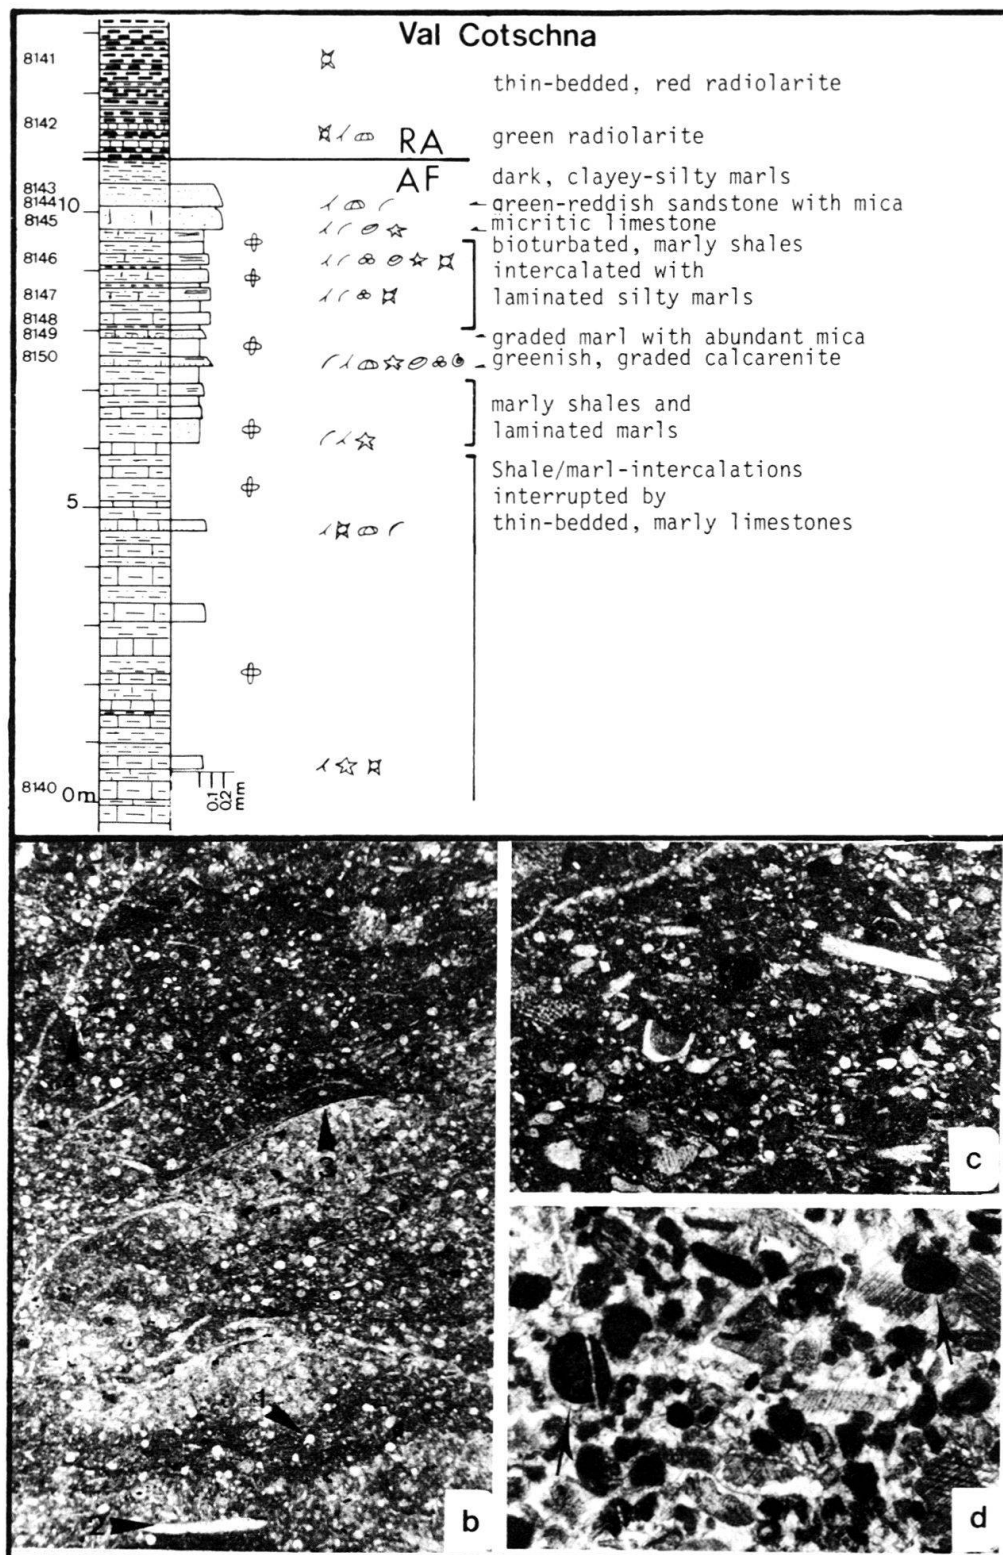 Val Cotschna
8141
thin-bedded, red radiolarite
8142
RA
green radiolarite
AF
dark, clayey-silty marls
8143
8144 10
green-reddish sandstone with mica
8145
micritic limestone
bioturbated, marly shales
8146
intercalated with
8147
laminated silty marls
8148
8149
graded marl with abundant mica
8150
greenish, graded calcarenite
marly shales and
laminated marls
Shale/marl-intercalations
5
interrupted by
thin-bedded, marly limestones
8140 0m
0.1
0.2
mm
c
1
2
b
d